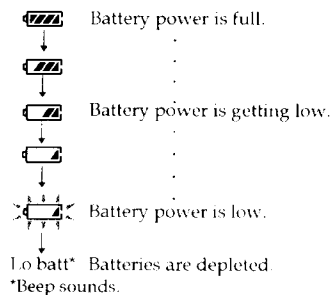 Battery power is full.
Battery power is getting low.
Battery power is low.
Lo batt* Batteries are depleted.
*Beep sounds.